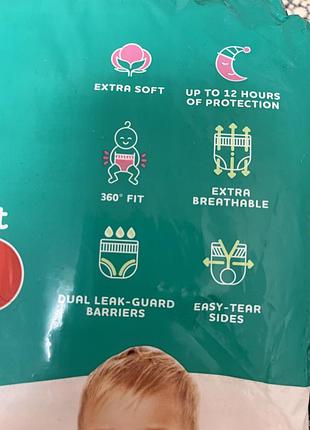 EXTRA SOFT
UP TO 12 HOURS
OF PROTECTION
360° FIT
EXTRA
BREATHABLE
DUAL LEAK-GUARD
BARRIERS
EASY-TEAR
SIDES